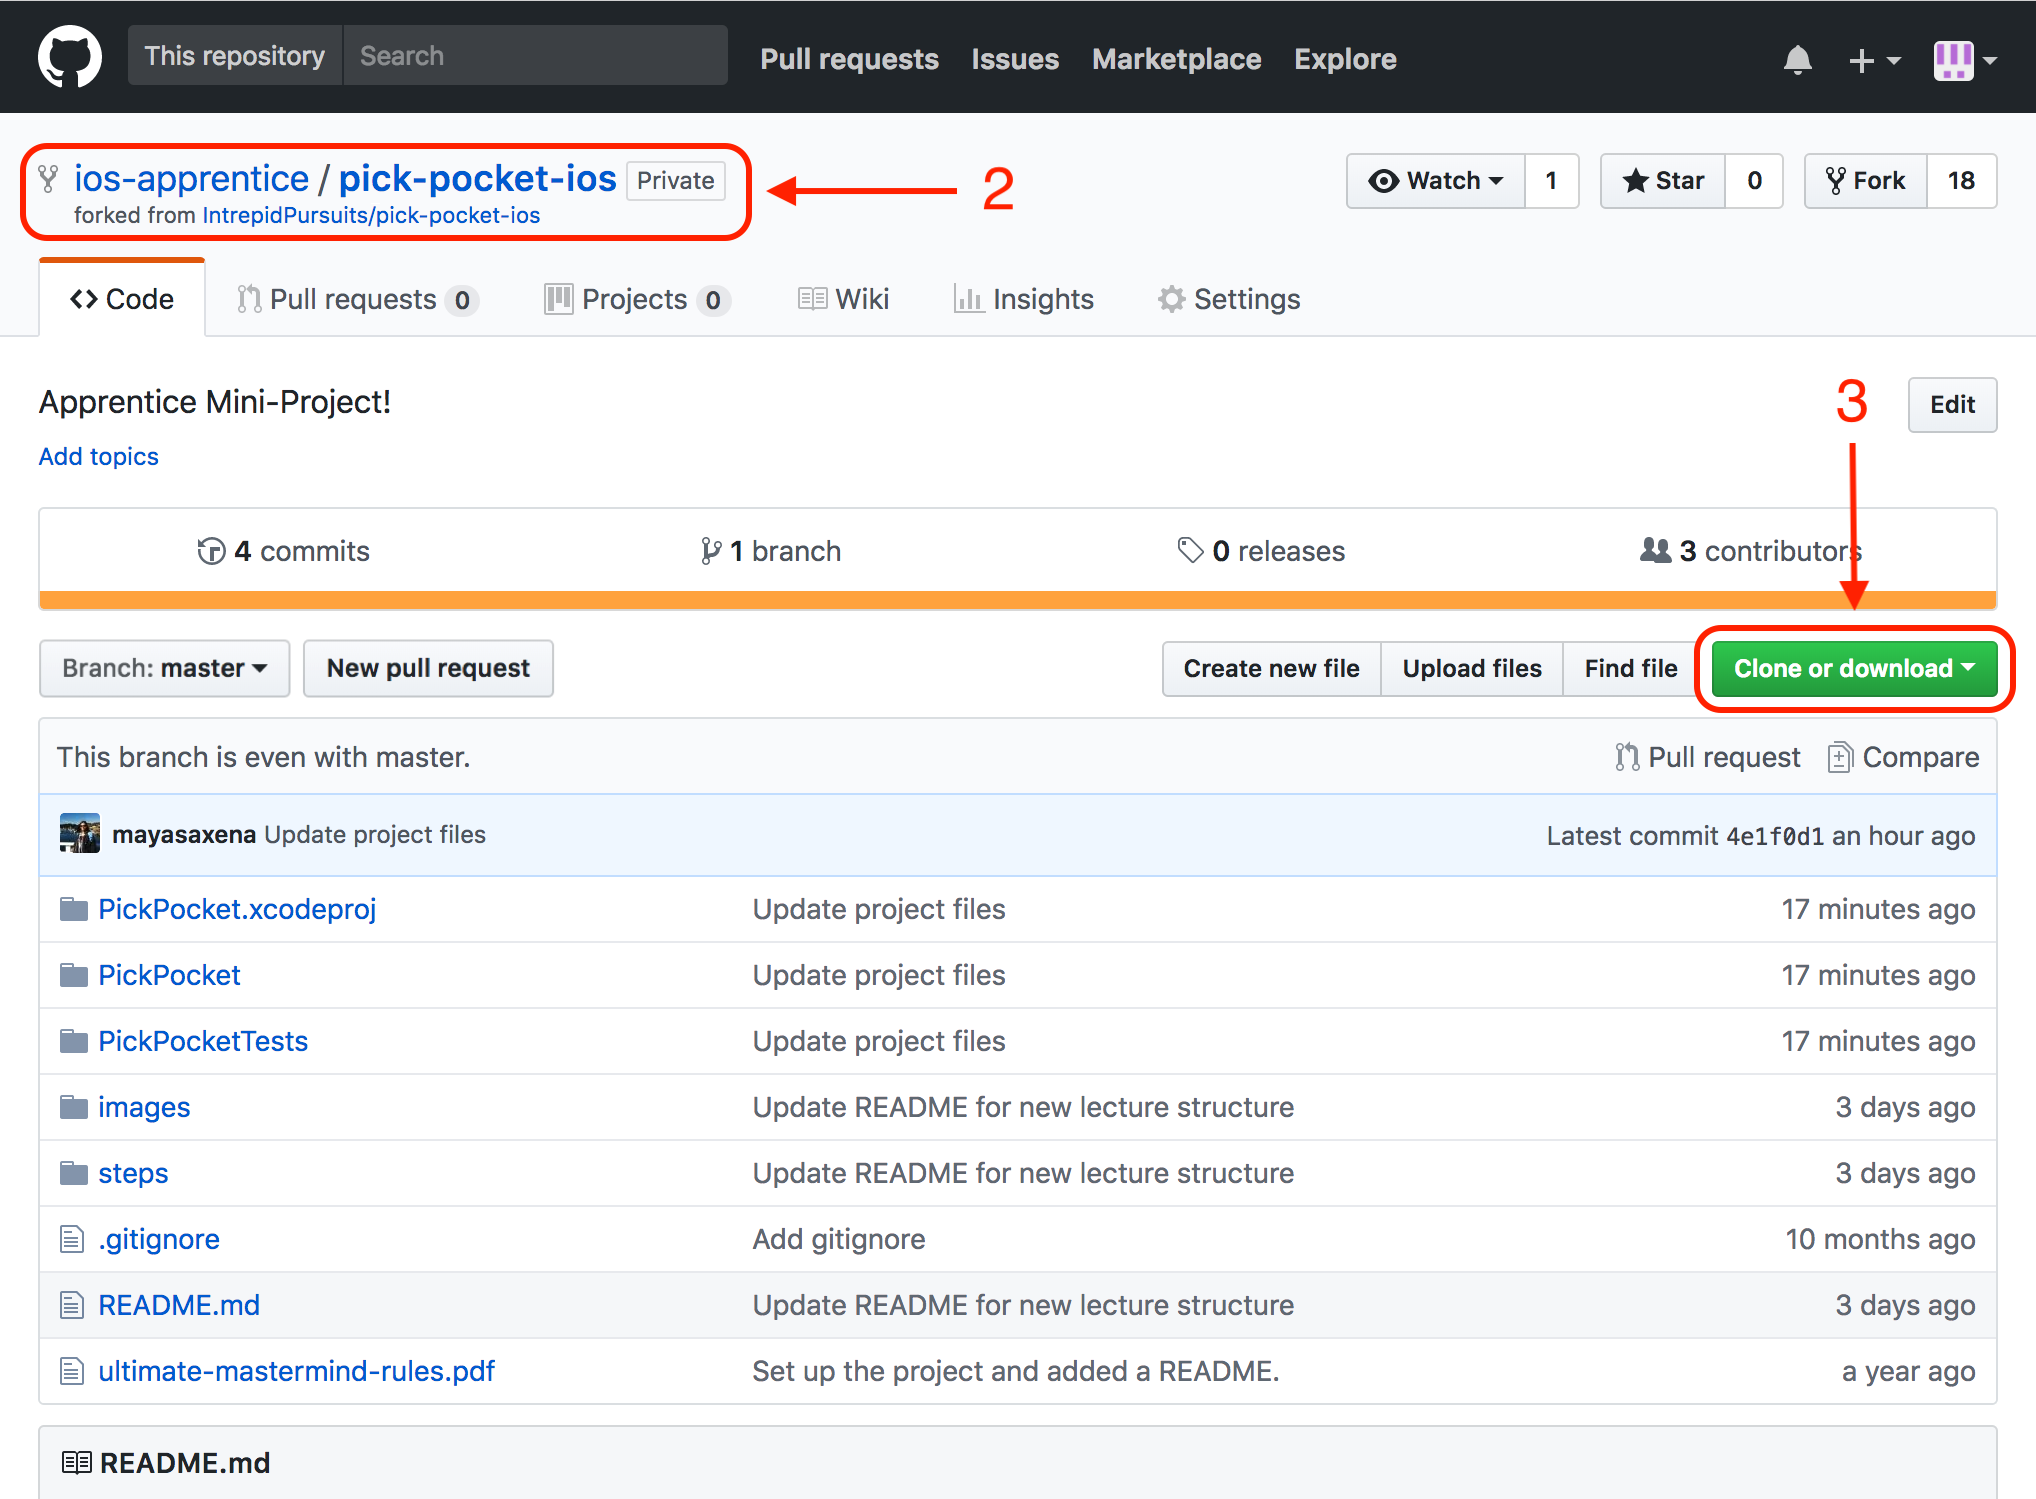 This repository Search Pull requests Issues Marketplace Explore
ios-apprentice / pick-pocket-ios Private
forked from IntrepidPursuits/pick-pocket-ios
2
Watch 1 Star 0 Fork 18
Code Pull requests 0 Projects 0 Wiki Insights Settings
Apprentice Mini-Project!
Add topics
3
Edit
4 commits 1 branch 0 releases 3 contributors
Branch: master New pull request Create new file Upload files Find file Clone or download
This branch is even with master. Pull request Compare
mayasaxena Update project files Latest commit 4e1f0d1 an hour ago
PickPocket.xcodeproj Update project files 17 minutes ago
PickPocket Update project files 17 minutes ago
PickPocketTests Update project files 17 minutes ago
images Update README for new lecture structure 3 days ago
steps Update README for new lecture structure 3 days ago
.gitignore Add gitignore 10 months ago
README.md Update README for new lecture structure 3 days ago
ultimate-mastermind-rules.pdf Set up the project and added a README. a year ago
README.md